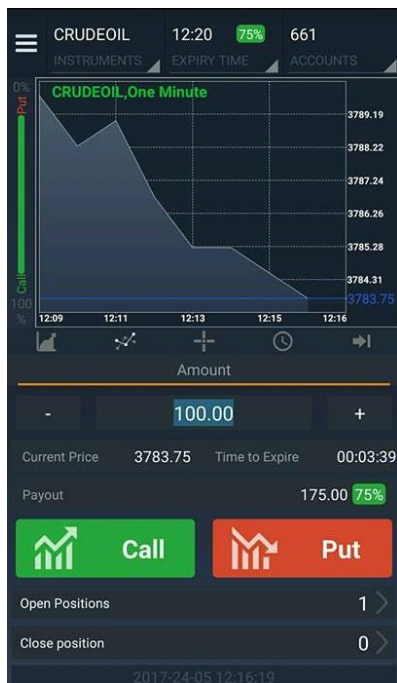 CRUDEOIL 12:20 75% 661
INSTRUMENTS EXPIRY TIME ACCOUNTS
0%
Put
CRUDEOIL,One Minute
3789.19
3788.22
3787.24
3786.26
3785.28
3784.31
3783.75
Call
100
%
12:09 12:11 12:13 12:15 12:16
Amount
- 100.00 +
Current Price 3783.75 Time to Expire 00:03:39
Payout 175.00 75%
Call Put
Open Positions 1
Close position 0
2017-24-05 12:16:19